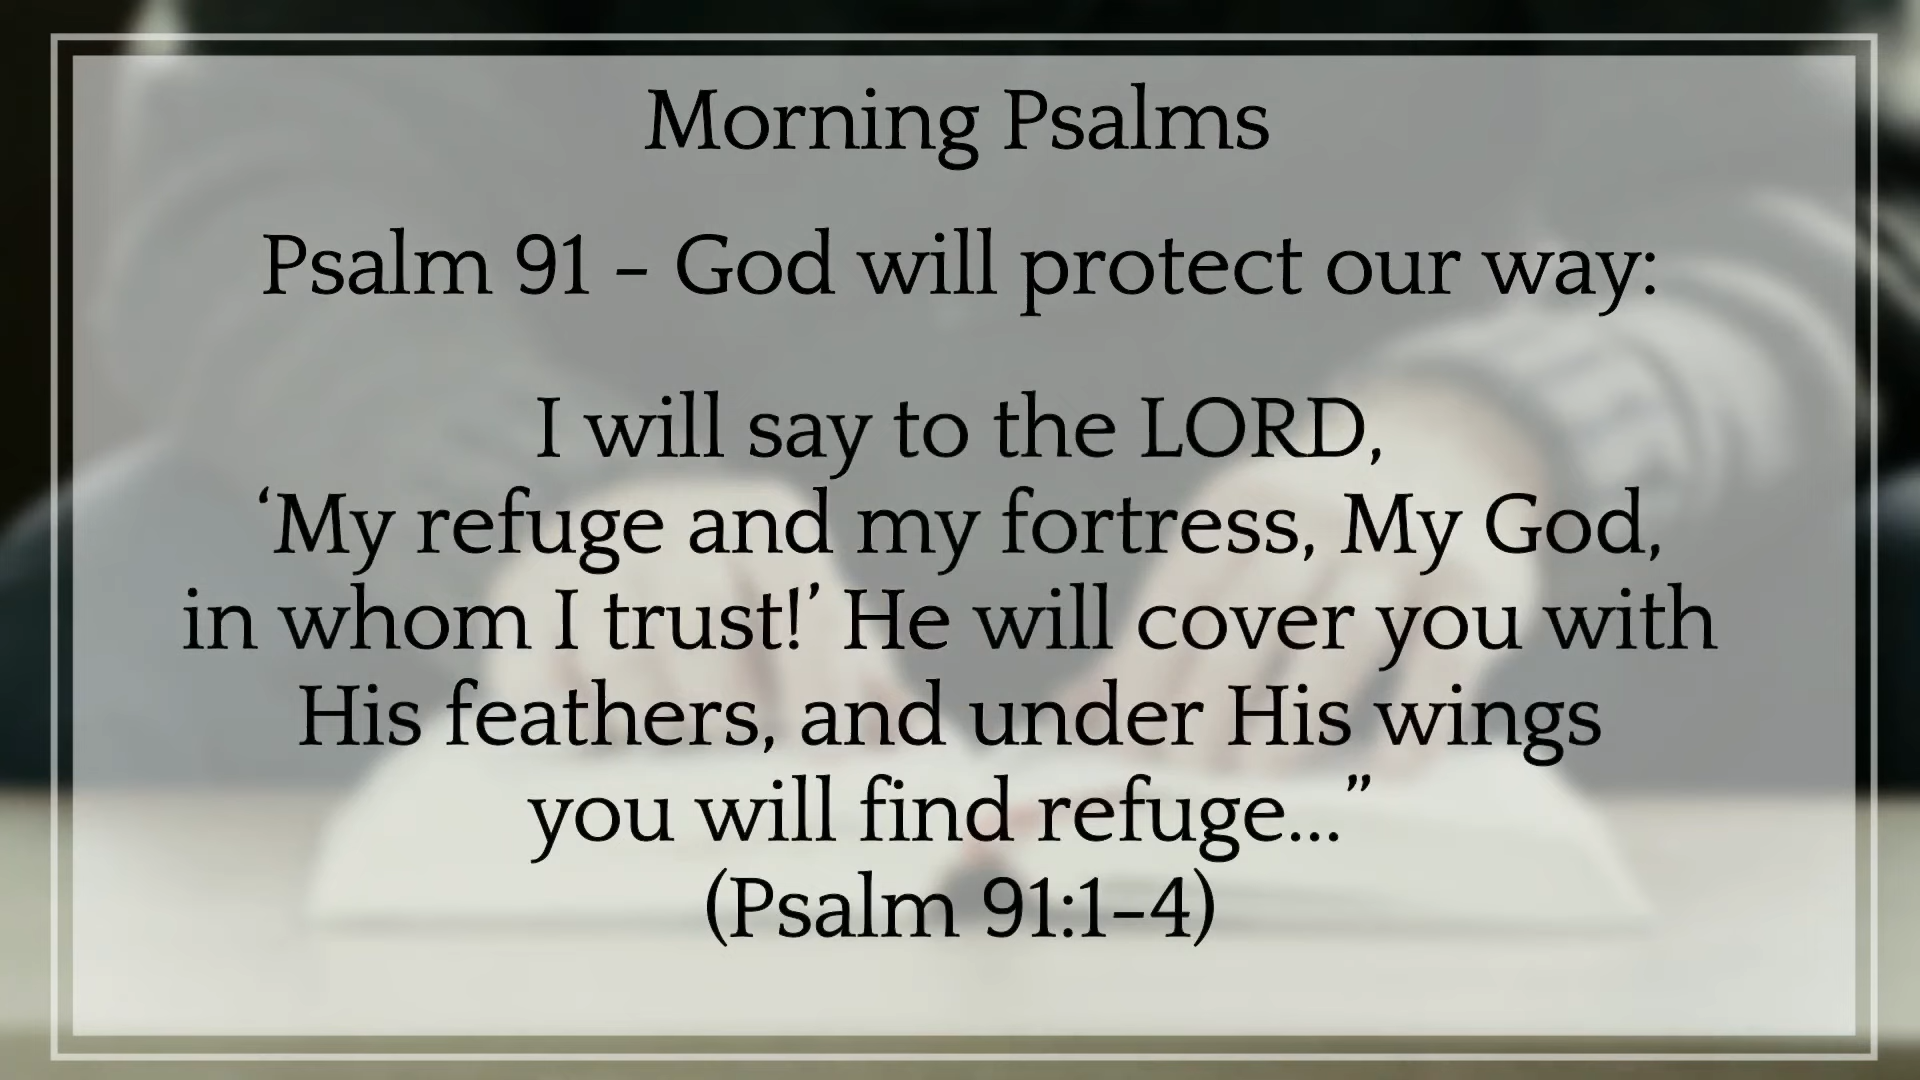 Morning Psalms
Psalm 91 – God will protect our way:
I will say to the LORD,
‘My refuge and my fortress, My God,
in whom I trust!’ He will cover you with
His feathers, and under His wings
you will find refuge...”
(Psalm 91:1–4)